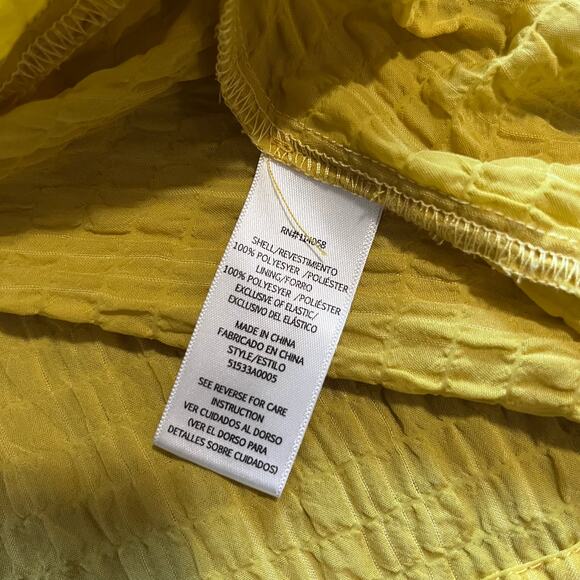 RN#114068
SHELL/REVESTIMIENTO
100% POLYESYER /POLIÉSTER
LINING/FORRO
100% POLYESYER /POLIÉSTER
EXCLUSIVE OF ELASTIC/
EXCLUSIVO DEL ELÁSTICO
MADE IN CHINA
FABRICADO EN CHINA
STYLE/ESTILO
51533A0005
SEE REVERSE FOR CARE
INSTRUCTION
VER CUIDADOS AL DORSO
(VER EL DORSO PARA
DETALLES SOBRE CUIDADOS)